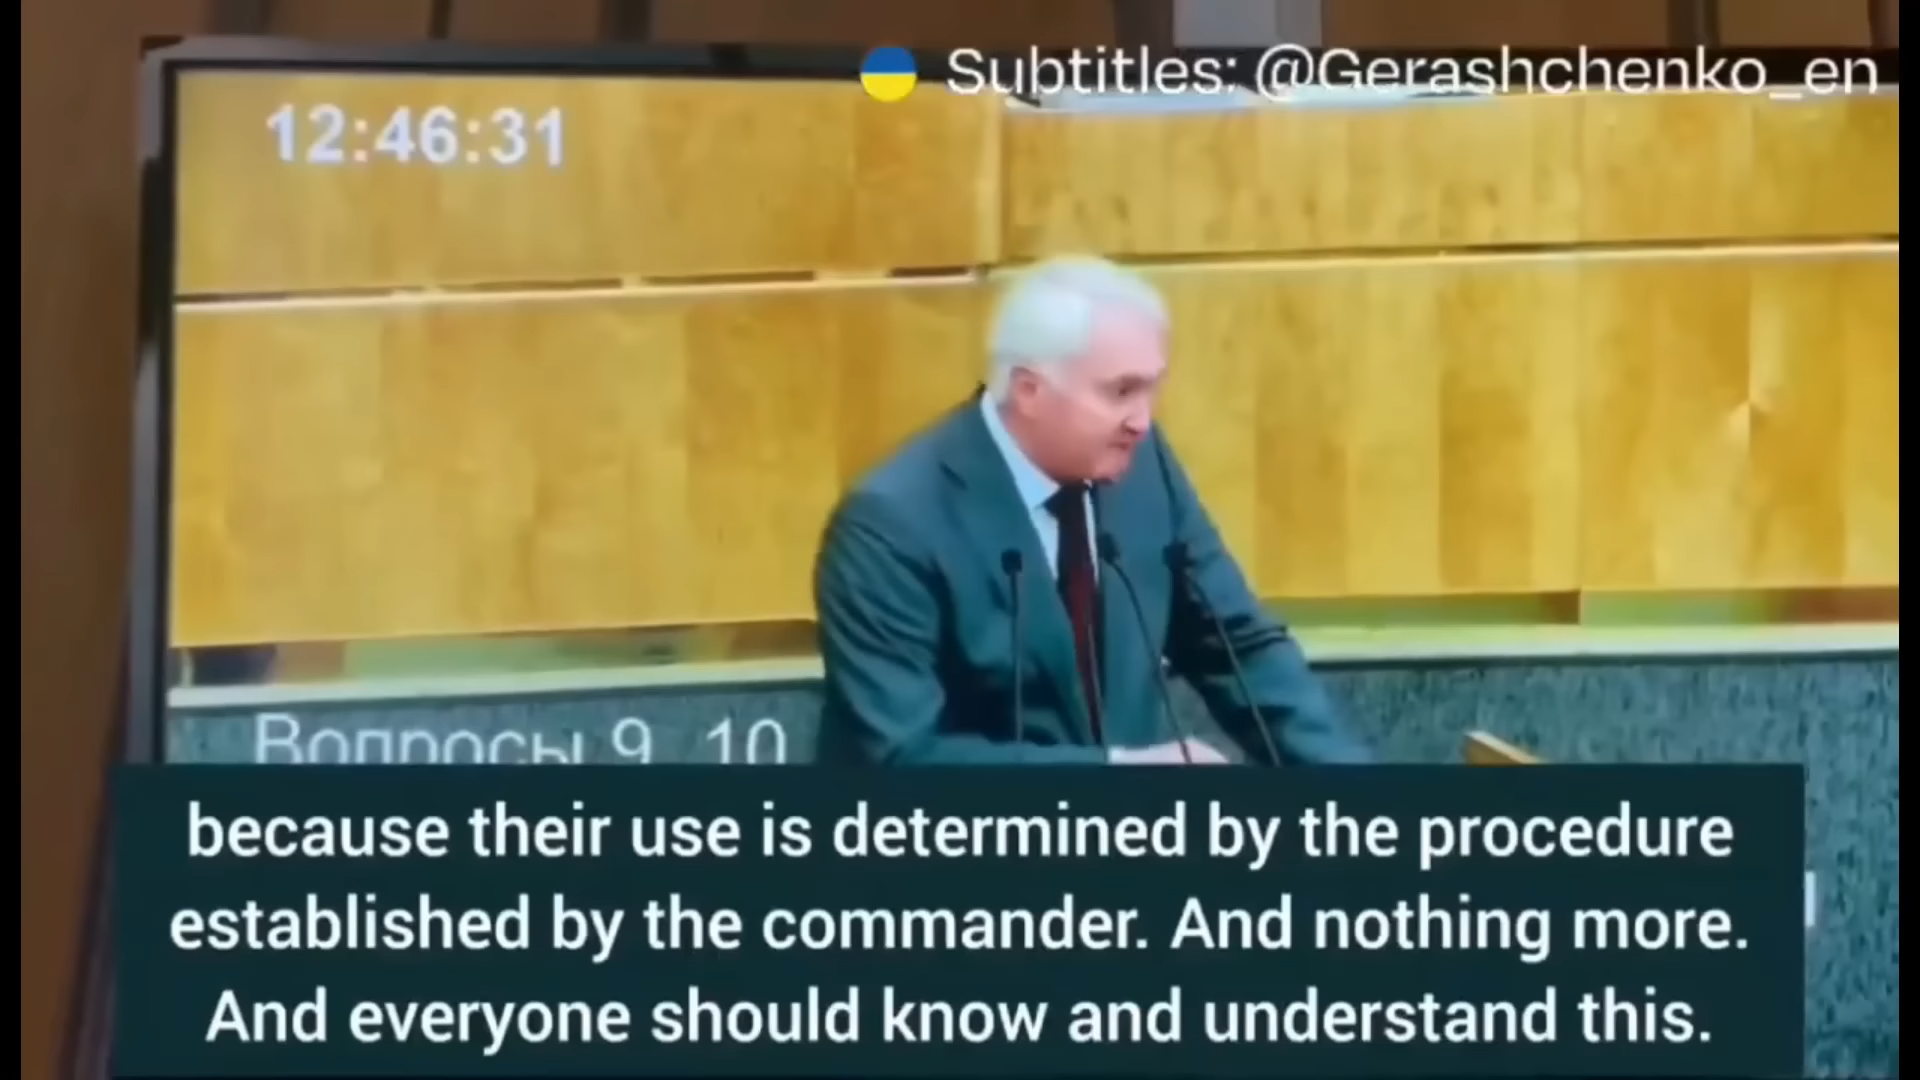 Subtitles: @Gerashchenko_en
12:46:31
Вопросы 9, 10
because their use is determined by the procedure
established by the commander. And nothing more.
And everyone should know and understand this.